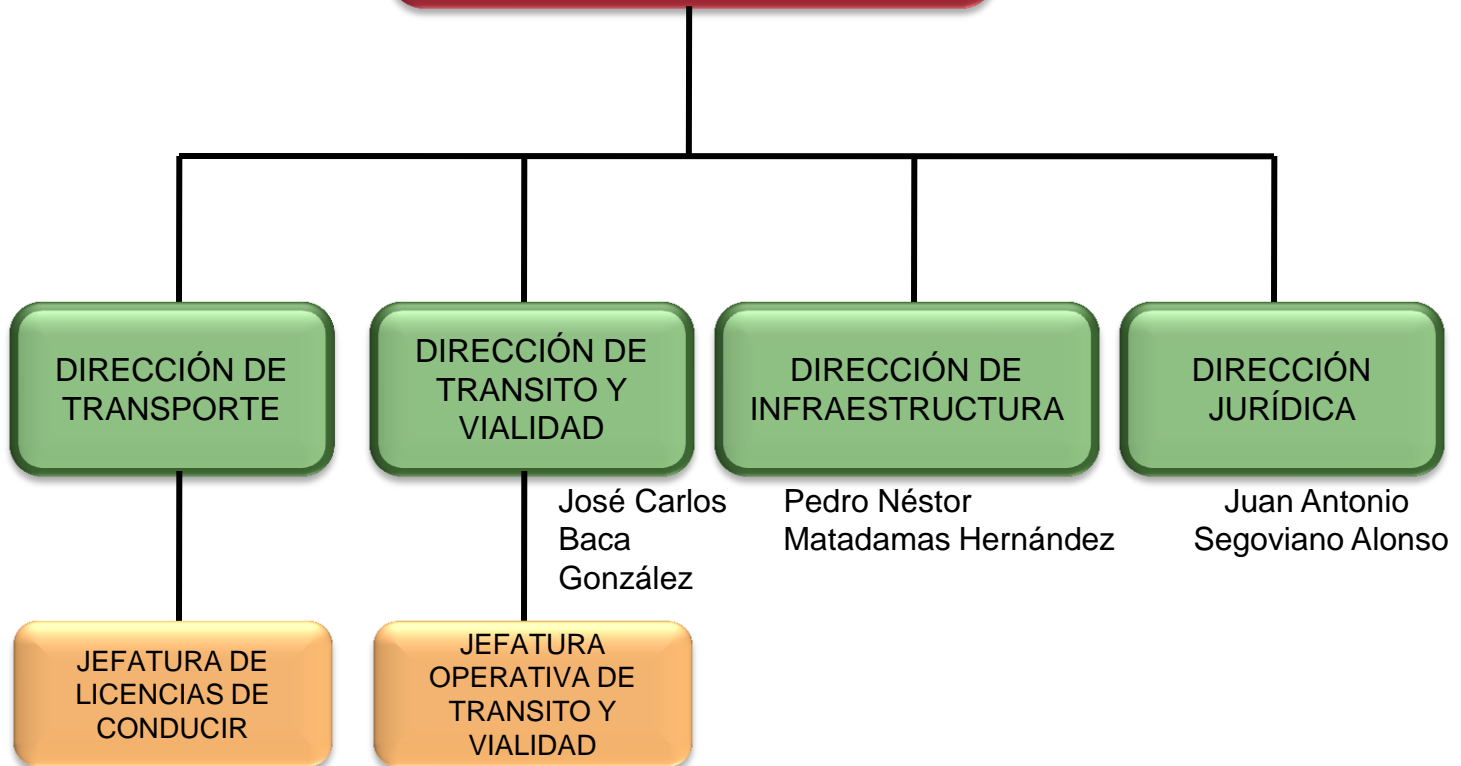 DIRECCIÓN DE
TRANSPORTE
DIRECCIÓN DE
TRANSITO Y
VIALIDAD
DIRECCIÓN DE
INFRAESTRUCTURA
DIRECCIÓN
JURÍDICA
José Carlos
Baca
González
Pedro Néstor
Matadamas Hernández
Juan Antonio
Segoviano Alonso
JEFATURA DE
LICENCIAS DE
CONDUCIR
JEFATURA
OPERATIVA DE
TRANSITO Y
VIALIDAD